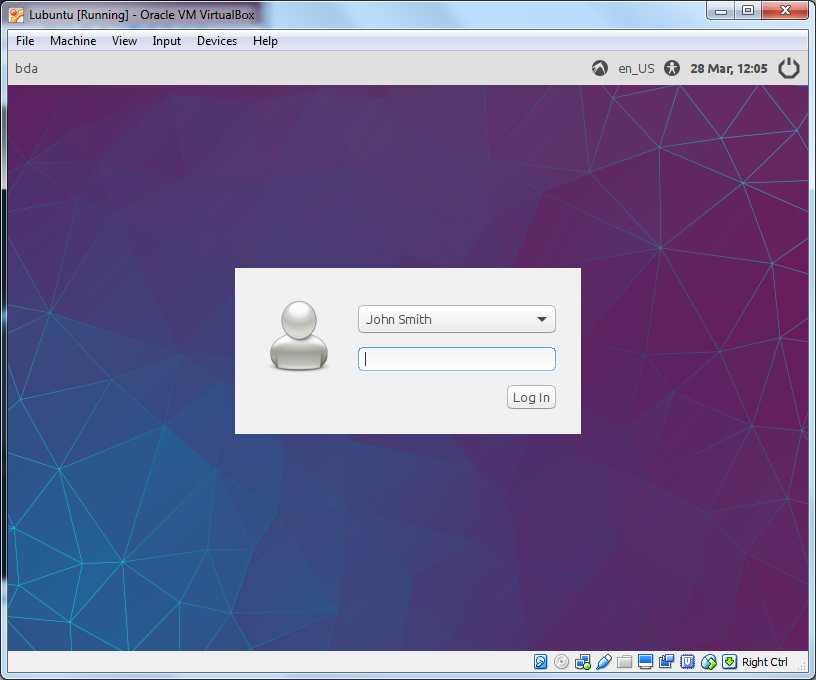 Lubuntu [Running] - Oracle VM VirtualBox
File Machine View Input Devices Help
bda en_US 28 Mar, 12:05
John Smith
Log In
Right Ctrl